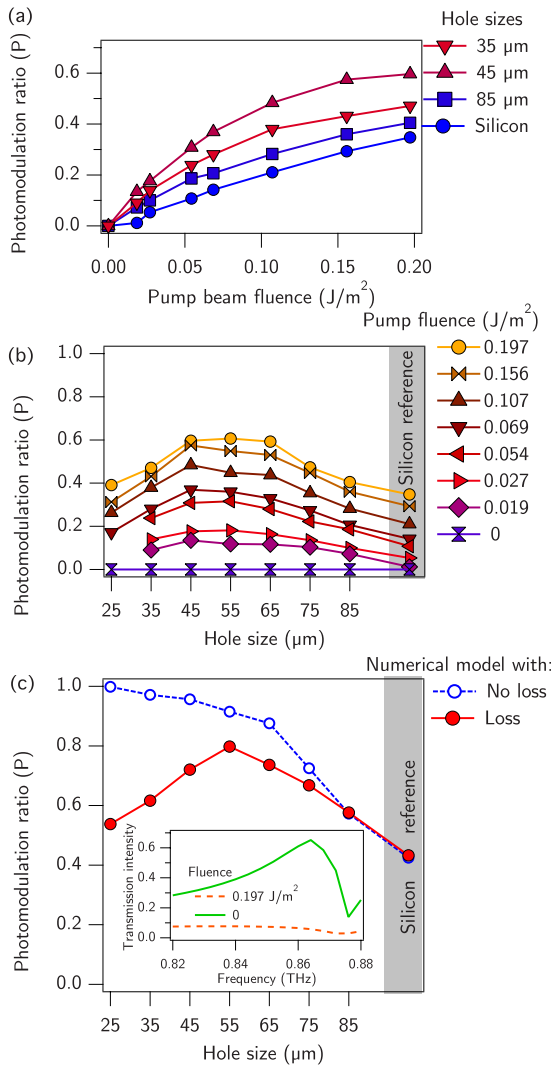 (a)
Hole sizes
35 µm
45 µm
85 µm
Silicon
Photomodulation ratio (P)
0.6
0.4
0.2
0.0
0.00
0.05
0.10
0.15
0.20
Pump beam fluence (J/m²)
Pump fluence (J/m²)
(b)
0.197
0.156
0.107
0.069
0.054
0.027
0.019
0
Photomodulation ratio (P)
1.0
0.8
0.6
0.4
0.2
0.0
Silicon reference
25
35
45
55
65
75
85
Hole size (µm)
Numerical model with:
(c)
No loss
Loss
Photomodulation ratio (P)
1.0
0.8
0.6
0.4
0.2
0.0
Silicon reference
Transmission intensity
0.6
0.4
0.2
0.0
Fluence
0.197 J/m²
0
0.82
0.84
0.86
0.88
Frequency (THz)
25
35
45
55
65
75
85
Hole size (µm)